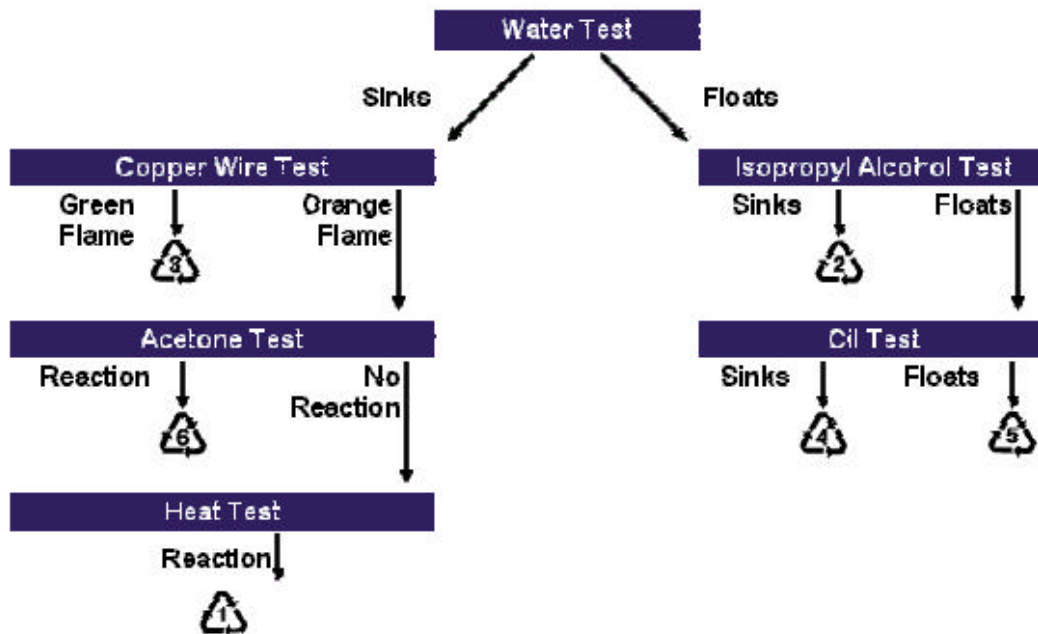 Water Test
Sinks
Floats
Copper Wire Test
Isopropyl Alcohol Test
Green
Flame
Orange
Flame
Sinks
Floats
3
2
Acetone Test
Oil Test
Reaction
No
Reaction
Sinks
Floats
6
4
5
Heat Test
Reaction
1